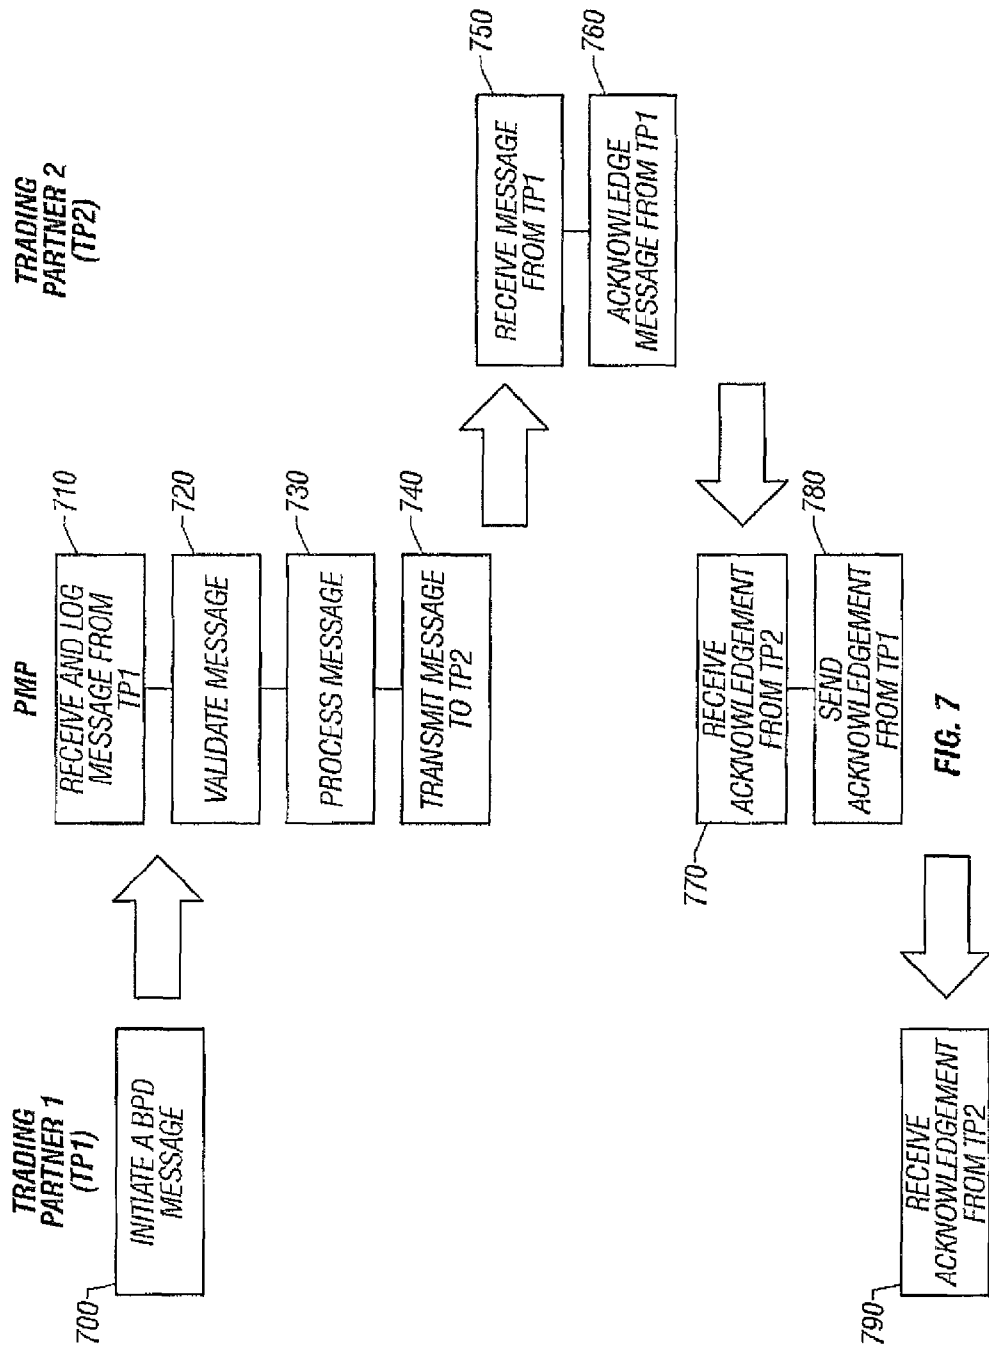 TRADING
PARTNER 1
(TP1)
PMP
TRADING
PARTNER 2
(TP2)
700
INITIATE A BPD
MESSAGE
710
RECEIVE AND LOG
MESSAGE FROM
TP1
720
VALIDATE MESSAGE
730
PROCESS MESSAGE
740
TRANSMIT MESSAGE
TO TP2
750
RECEIVE MESSAGE
FROM TP1
760
ACKNOWLEDGE
MESSAGE FROM TP1
770
RECEIVE
ACKNOWLEDGEMENT
FROM TP2
780
SEND
ACKNOWLEDGEMENT
FROM TP1
790
RECEIVE
ACKNOWLEDGEMENT
FROM TP2
FIG. 7